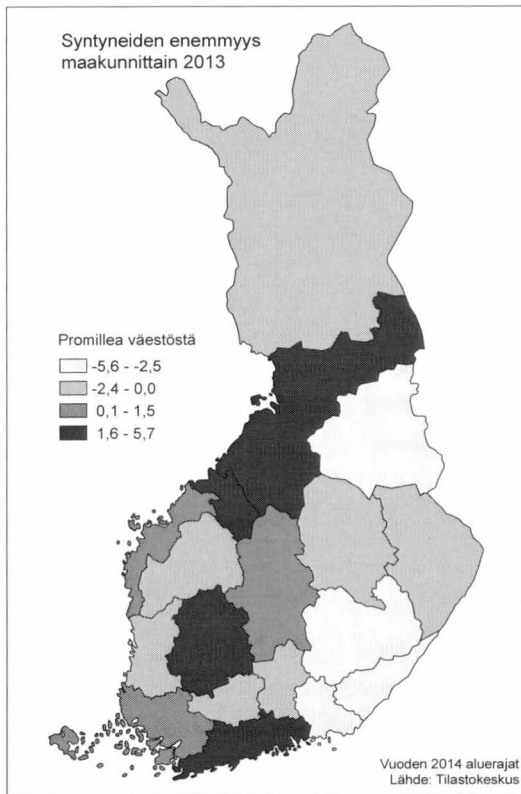 Syntyneiden enemmyys
maakunnittain 2013
Promillea väestöstä
-5,6 - -2,5
-2,4 - 0,0
0,1 - 1,5
1,6 - 5,7
Vuoden 2014 aluerajat
Lähde: Tilastokeskus